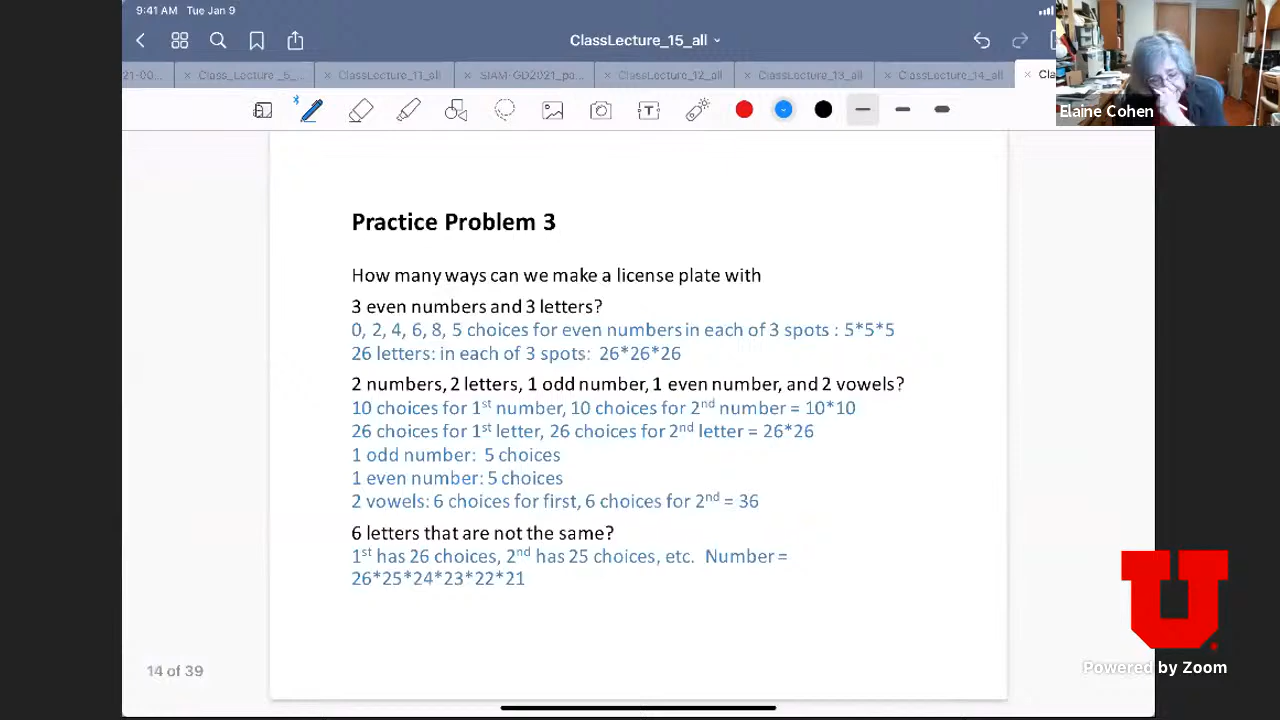 9:41 AM Tue Jan 9
ClassLecture_15_all
21-00...
Class_Lecture _5_...
ClassLecture_11_all
SIAM-GD2021_pa...
ClassLecture_12_all
ClassLecture_13_all
ClassLecture_14_all
Cla
Elaine Cohen
Practice Problem 3
How many ways can we make a license plate with
3 even numbers and 3 letters?
0, 2, 4, 6, 8, 5 choices for even numbers in each of 3 spots : 5*5*5
26 letters: in each of 3 spots: 26*26*26
2 numbers, 2 letters, 1 odd number, 1 even number, and 2 vowels?
10 choices for 1st number, 10 choices for 2nd number = 10*10
26 choices for 1st letter, 26 choices for 2nd letter = 26*26
1 odd number: 5 choices
1 even number: 5 choices
2 vowels: 6 choices for first, 6 choices for 2nd = 36
6 letters that are not the same?
1st has 26 choices, 2nd has 25 choices, etc. Number =
26*25*24*23*22*21
14 of 39
U
Powered by Zoom